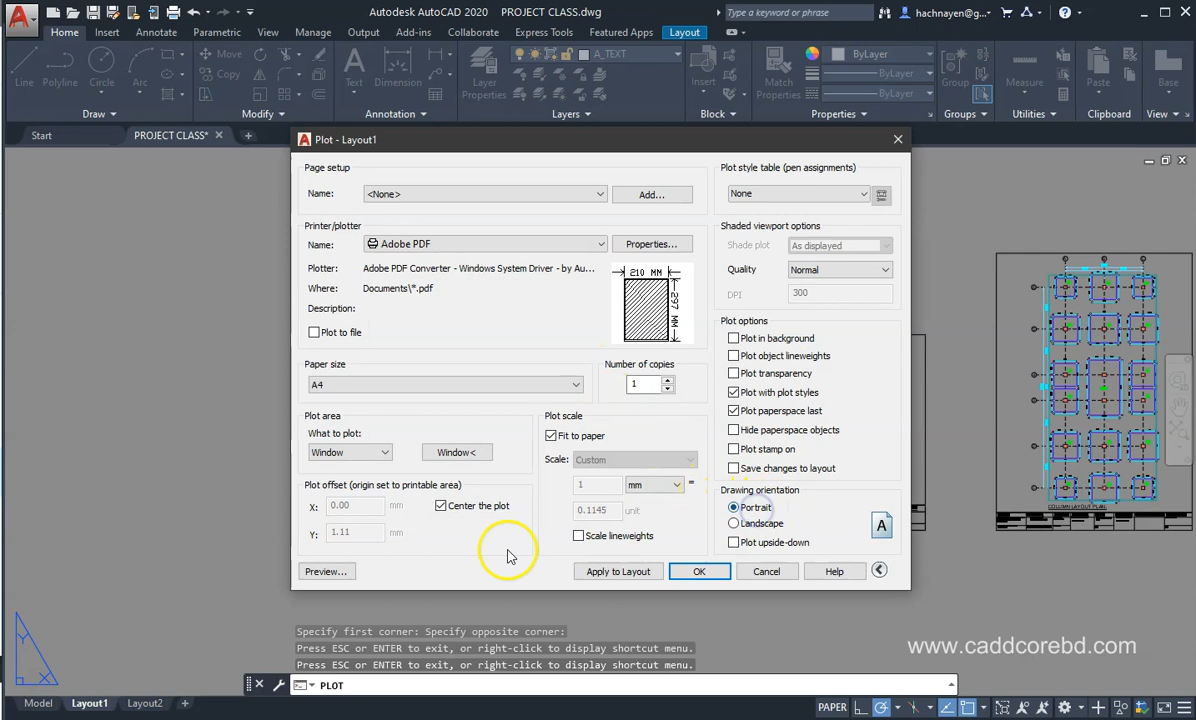 Autodesk AutoCAD 2020 PROJECT CLASS.dwg
Type a keyword or phrase
hachnayen@g...
Home Insert Annotate Parametric View Manage Output Add-ins Collaborate Express Tools Featured Apps Layout
Line Polyline Circle Arc
Move
Copy
Text Dimension
Layer Properties
A_TEXT
Insert
Match Properties
ByLayer
ByLayer
ByLayer
Group
Measure
Paste
Base
Draw Modify Annotation Layers Block Properties Groups Utilities Clipboard View
Start PROJECT CLASS*
Plot - Layout1
Page setup
Name: <None> Add...
Plot style table (pen assignments)
None
Printer/plotter
Name: Adobe PDF Properties...
Plotter: Adobe PDF Converter - Windows System Driver - by Au...
Where: Documents\*.pdf
Description:
Plot to file
210 MM
297 MM
Shaded viewport options
Shade plot As displayed
Quality Normal
DPI 300
Paper size
A4
Number of copies
1
Plot options
Plot in background
Plot object lineweights
Plot transparency
Plot with plot styles
Plot paperspace last
Hide paperspace objects
Plot stamp on
Save changes to layout
Plot area
What to plot:
Window Window<
Plot scale
Fit to paper
Scale: Custom
1 mm =
0.1145 unit
Scale lineweights
Plot offset (origin set to printable area)
X: 0.00 mm Center the plot
Y: 1.11 mm
Drawing orientation
Portrait
Landscape
Plot upside-down
A
Preview... Apply to Layout OK Cancel Help
COLUMN LAYOUT PLAN
Specify first corner: Specify opposite corner:
Press ESC or ENTER to exit, or right-click to display shortcut menu.
Press ESC or ENTER to exit, or right-click to display shortcut menu.
PLOT
www.caddcorebd.com
Y
X
Model Layout1 Layout2
PAPER